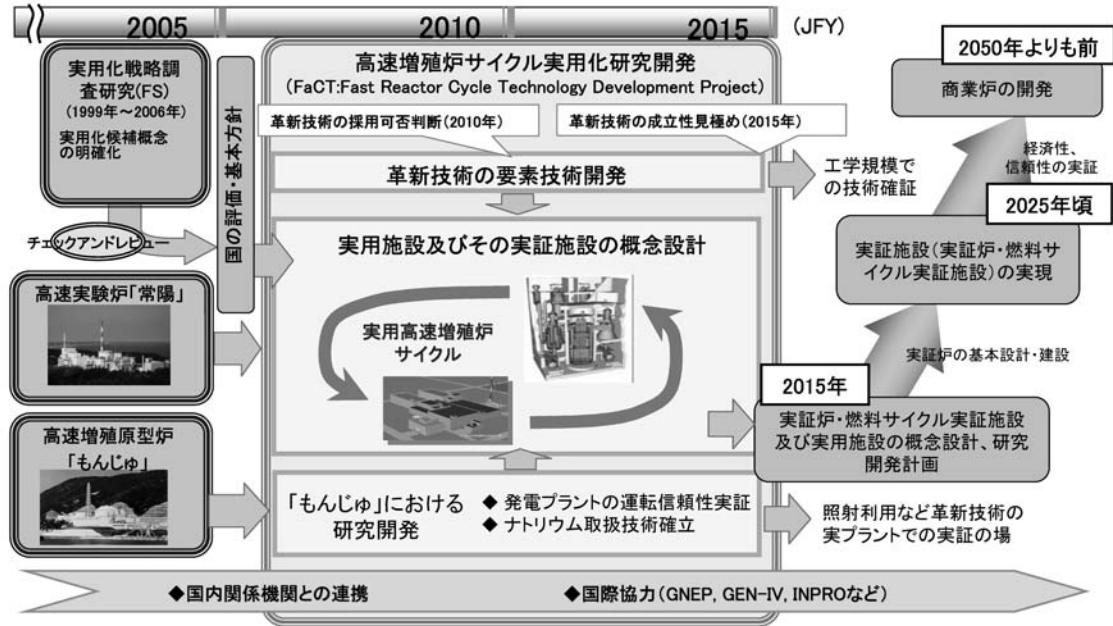 2005
2010
2015
(JFY)
実用化戦略調
査研究(FS)
(1999年~2006年)
実用化候補概念
の明確化
チェックアンドレビュー
国の評価・基本方針
高速実験炉「常陽」
高速増殖原型炉
「もんじゅ」
高速増殖炉サイクル実用化研究開発
(FaCT:Fast Reactor Cycle Technology Development Project)
革新技術の採用可否判断(2010年)
革新技術の成立性見極め(2015年)
革新技術の要素技術開発
実用施設及びその実証施設の概念設計
実用高速増殖炉
サイクル
「もんじゅ」における
研究開発
◆ 発電プラントの運転信頼性実証
◆ ナトリウム取扱技術確立
工学規模で
の技術確証
2050年よりも前
商業炉の開発
経済性、
信頼性の実証
2025年頃
実証施設(実証炉・燃料サ
イクル実証施設)の実現
実証炉の基本設計・建設
2015年
実証炉・燃料サイクル実証施設
及び実用施設の概念設計、研究
開発計画
照射利用など革新技術の
実プラントでの実証の場
◆国内関係機関との連携
◆国際協力(GNEP, GEN-IV, INPROなど)